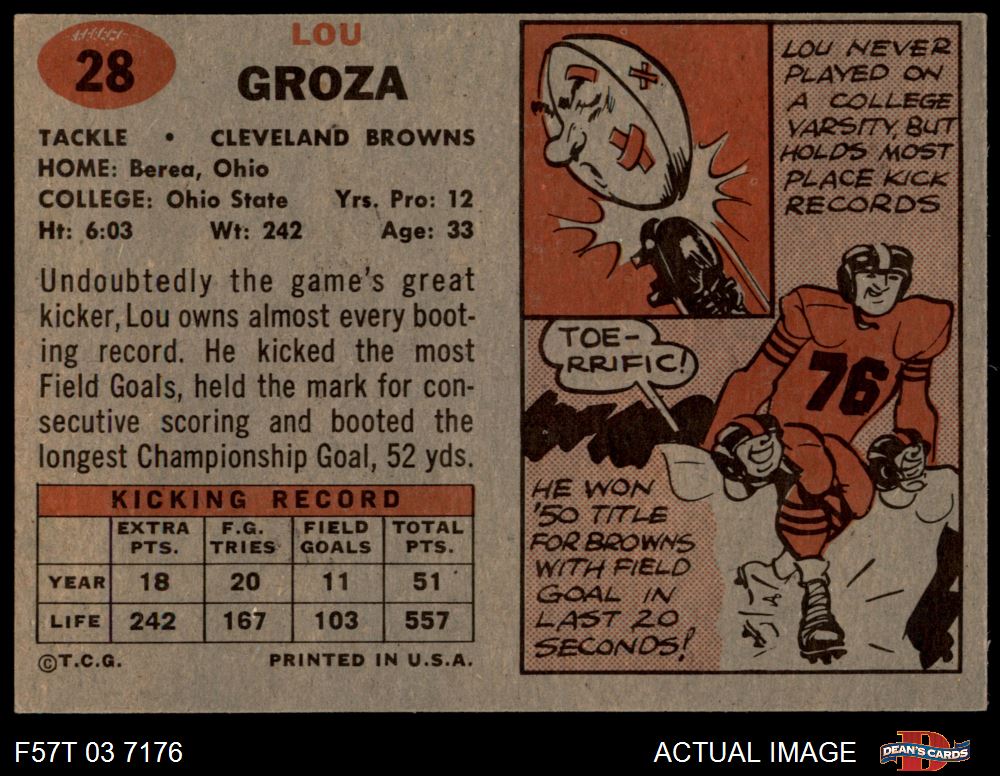 28
LOU
GROZA
TACKLE • CLEVELAND BROWNS
HOME: Berea, Ohio
COLLEGE: Ohio State Yrs. Pro: 12
Ht: 6:03 Wt: 242 Age: 33
Undoubtedly the game's great
kicker, Lou owns almost every boot-
ing record. He kicked the most
Field Goals, held the mark for con-
secutive scoring and booted the
longest Championship Goal, 52 yds.
KICKING RECORD
EXTRA PTS. F.G. TRIES FIELD GOALS TOTAL PTS.
YEAR 18 20 11 51
LIFE 242 167 103 557
©T.C.G. PRINTED IN U.S.A.
LOU NEVER
PLAYED ON
A COLLEGE
VARSITY, BUT
HOLDS MOST
PLACE KICK
RECORDS
TOE-
RRIFIC!
76
HE WON
'50 TITLE
FOR BROWNS
WITH FIELD
GOAL IN
LAST 20
SECONDS!
F57T 03 7176 ACTUAL IMAGE DEAN'S CARDS